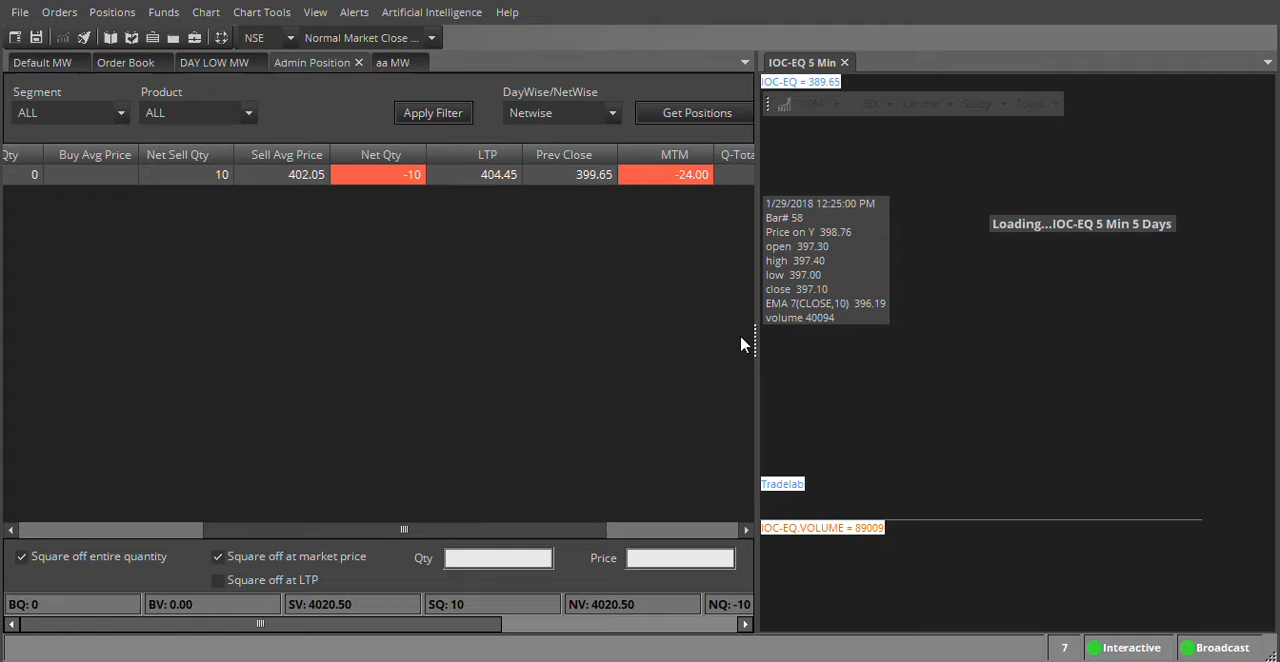 File Orders Positions Funds Chart Chart Tools View Alerts Artificial Intelligence Help
NSE Normal Market Close ...
Default MW Order Book DAY LOW MW Admin Position aa MW
IOC-EQ 5 Min
IOC-EQ = 389.65
Segment Product DayWise/NetWise
ALL ALL Apply Filter Netwise Get Positions
Study Tools
Qty Buy Avg Price Net Sell Qty Sell Avg Price Net Qty LTP Prev Close MTM Q-Tota
0 10 402.05 -10 404.45 399.65 -24.00
1/29/2018 12:25:00 PM
Bar# 58
Price on Y 398.76
open 397.30
high 397.40
low 397.00
close 397.10
EMA 7(CLOSE,10) 396.19
volume 40094
Loading...IOC-EQ 5 Min 5 Days
Tradelab
IOC-EQ.VOLUME = 89009
Square off entire quantity Square off at market price Qty Price
Square off at LTP
BQ: 0 BV: 0.00 SV: 4020.50 SQ: 10 NV: 4020.50 NQ: -10
7 Interactive Broadcast